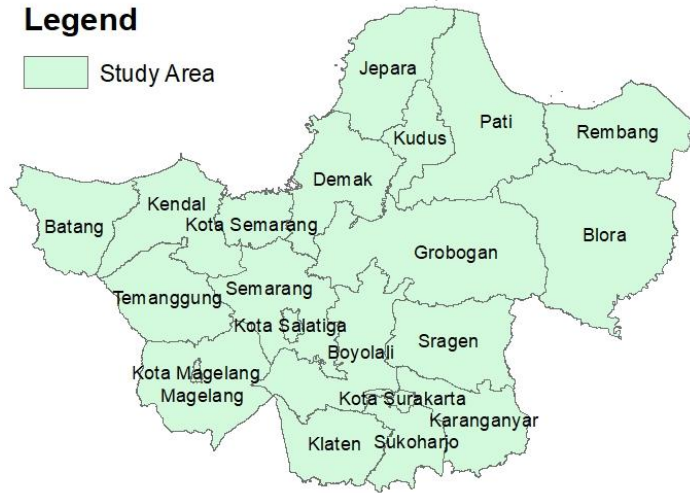 Legend
Study Area
Jepara
Kudus
Pati
Rembang
Demak
Kendal
Kota Semarang
Batang
Blora
Grobogan
Semarang
Temanggung
Kota Salatiga
Boyolali
Sragen
Kota Magelang
Magelang
Kota Surakarta
Karanganyar
Klaten
Sukoharjo